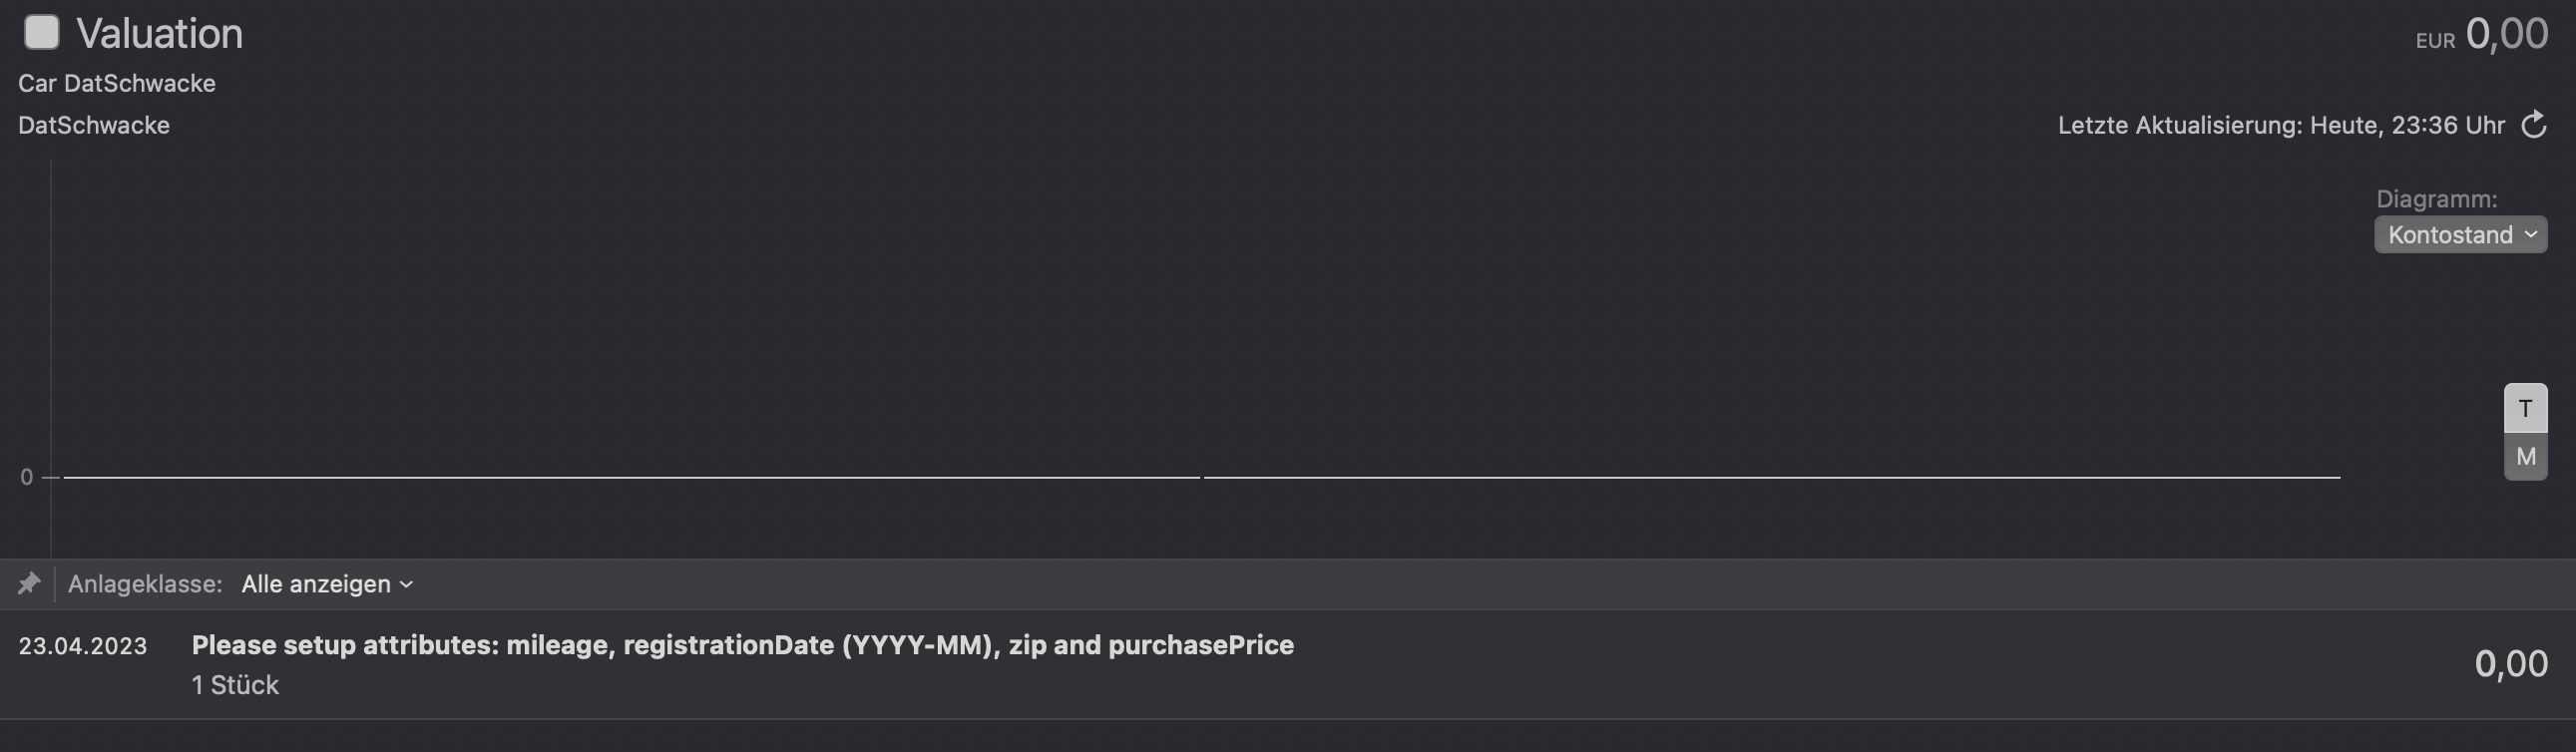 Valuation
EUR 0,00
Car DatSchwacke
DatSchwacke
Letzte Aktualisierung: Heute, 23:36 Uhr
Diagramm:
Kontostand
T
M
0
Anlageklasse: Alle anzeigen
23.04.2023 Please setup attributes: mileage, registrationDate (YYYY-MM), zip and purchasePrice
1 Stück
0,00